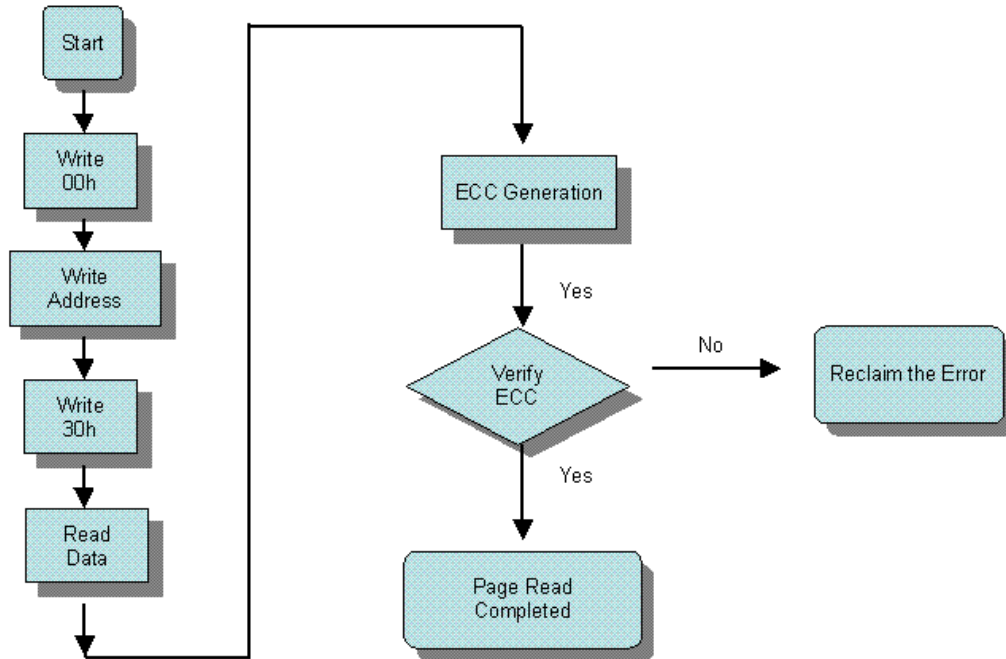 Start
Write
00h
Write
Address
Write
30h
Read
Data
ECC Generation
Yes
Verify
ECC
No
Reclaim the Error
Yes
Page Read
Completed